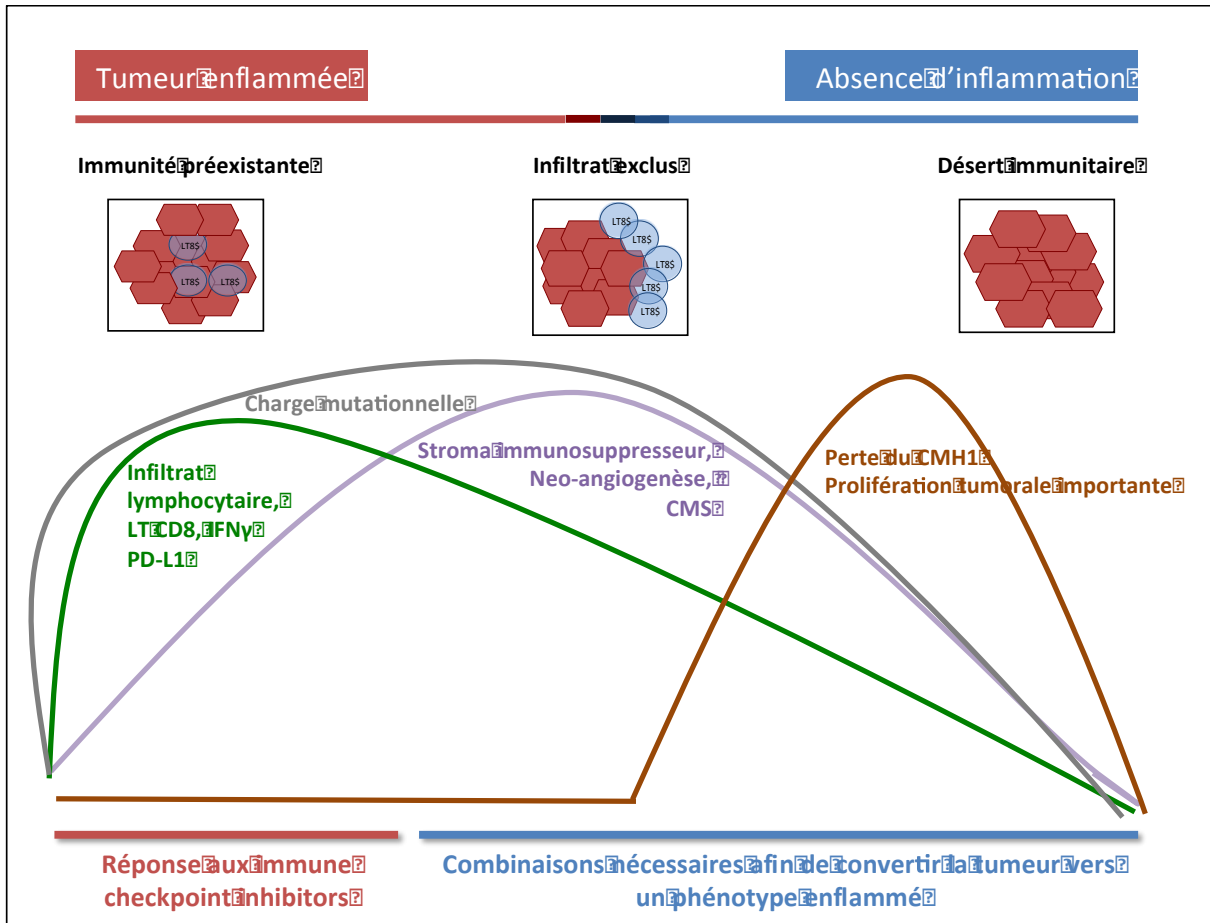 Tumeur enflammée
Absence d'inflammation
Immunité préexistante
Infiltrat exclus
Désert immunitaire
LT8$
LT8$
LT8$
LT8$
LT8$
LT8$
LT8$
LT8$
Charge mutationnelle
Infiltrat
lymphocytaire,
LT CD8, IFNγ
PD-L1
Stroma immunosuppresseur,
Neo-angiogenèse,
CMS
Perte du CMH1
Prolifération tumorale importante
Réponse aux immune
checkpoint inhibitors
Combinaisons nécessaires afin de convertir la tumeur vers
un phénotype enflammé